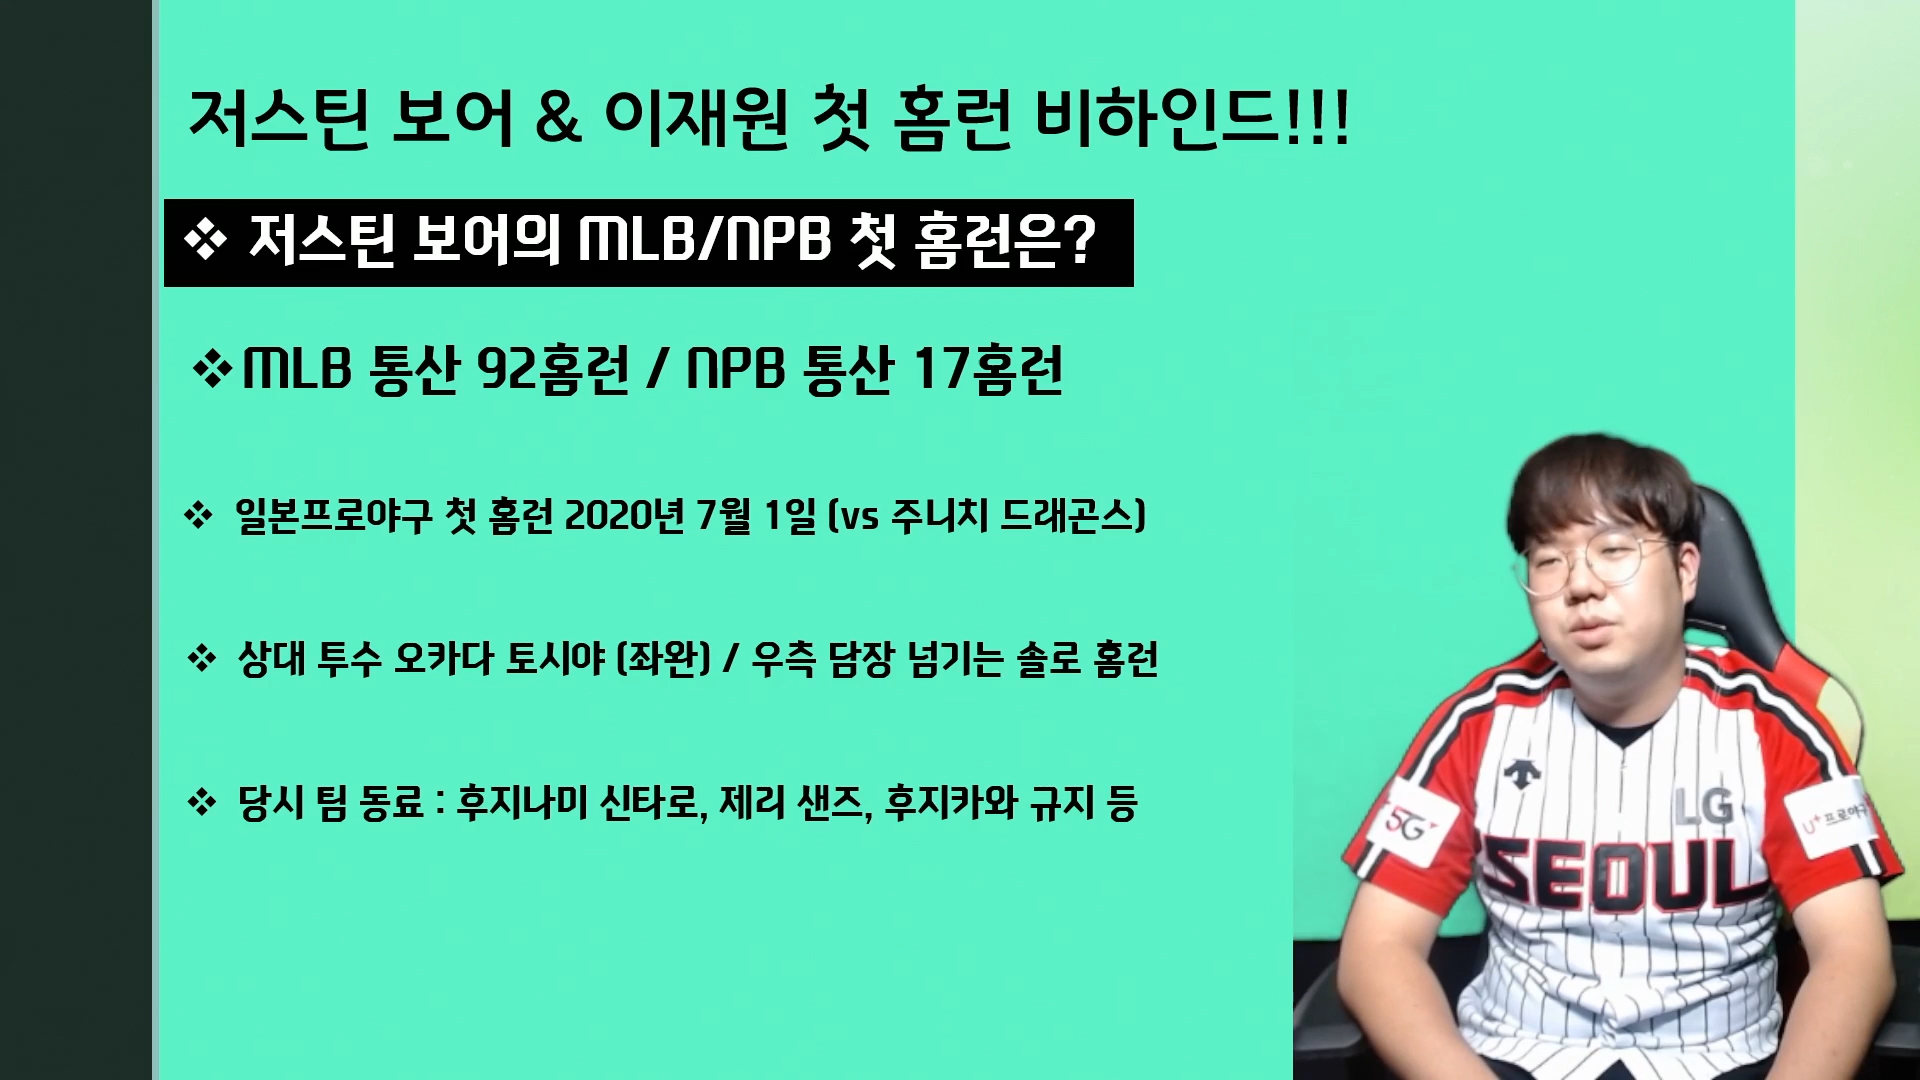 저스틴 보어 & 이재원 첫 홈런 비하인드!!!
❖ 저스틴 보어의 MLB/NPB 첫 홈런은?
❖MLB 통산 92홈런 / NPB 통산 17홈런
❖ 일본프로야구 첫 홈런 2020년 7월 1일 (vs 주니치 드래곤스)
❖ 상대 투수 오카다 토시야 (좌완) / 우측 담장 넘기는 솔로 홈런
❖ 당시 팀 동료 : 후지나미 신타로, 제리 샌즈, 후지카와 규지 등
LG
5G
U+프로야구
SEOUL